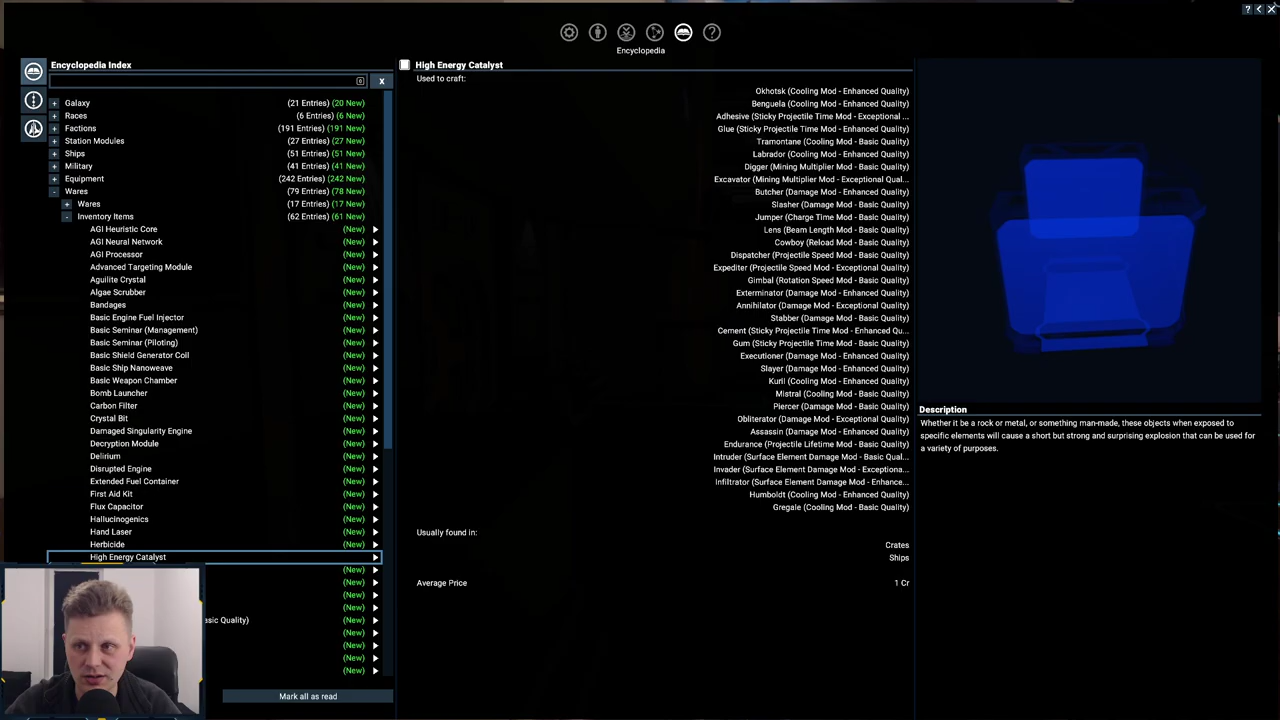 ?
Encyclopedia
Encyclopedia Index
x
Galaxy (21 Entries) (20 New)
Races (6 Entries) (6 New)
Factions (191 Entries) (191 New)
Station Modules (27 Entries) (27 New)
Ships (51 Entries) (51 New)
Military (41 Entries) (41 New)
Equipment (242 Entries) (242 New)
Wares (79 Entries) (78 New)
Wares (17 Entries) (17 New)
Inventory Items (62 Entries) (61 New)
AGI Heuristic Core (New)
AGI Neural Network (New)
AGI Processor (New)
Advanced Targeting Module (New)
Aguilite Crystal (New)
Algae Scrubber (New)
Bandages (New)
Basic Engine Fuel Injector (New)
Basic Seminar (Management) (New)
Basic Seminar (Piloting) (New)
Basic Shield Generator Coil (New)
Basic Ship Nanoweave (New)
Basic Weapon Chamber (New)
Bomb Launcher (New)
Carbon Filter (New)
Crystal Bit (New)
Damaged Singularity Engine (New)
Decryption Module (New)
Delirium (New)
Disrupted Engine (New)
Extended Fuel Container (New)
First Aid Kit (New)
Flux Capacitor (New)
Hallucinogenics (New)
Hand Laser (New)
Herbicide (New)
High Energy Catalyst
(New)
(New)
(New)
(New)
asic Quality) (New)
(New)
(New)
(New)
(New)
Mark all as read
High Energy Catalyst
Used to craft:
Okhotsk (Cooling Mod - Enhanced Quality)
Benguela (Cooling Mod - Enhanced Quality)
Adhesive (Sticky Projectile Time Mod - Exceptional ...
Glue (Sticky Projectile Time Mod - Enhanced Quality)
Tramontane (Cooling Mod - Basic Quality)
Labrador (Cooling Mod - Enhanced Quality)
Digger (Mining Multiplier Mod - Basic Quality)
Excavator (Mining Multiplier Mod - Exceptional Qual...
Butcher (Damage Mod - Enhanced Quality)
Slasher (Damage Mod - Basic Quality)
Jumper (Charge Time Mod - Basic Quality)
Lens (Beam Length Mod - Basic Quality)
Cowboy (Reload Mod - Basic Quality)
Dispatcher (Projectile Speed Mod - Basic Quality)
Expediter (Projectile Speed Mod - Exceptional Quality)
Gimbal (Rotation Speed Mod - Basic Quality)
Exterminator (Damage Mod - Enhanced Quality)
Annihilator (Damage Mod - Exceptional Quality)
Stabber (Damage Mod - Basic Quality)
Cement (Sticky Projectile Time Mod - Enhanced Qu...
Gum (Sticky Projectile Time Mod - Basic Quality)
Executioner (Damage Mod - Enhanced Quality)
Slayer (Damage Mod - Basic Quality)
Kuril (Cooling Mod - Enhanced Quality)
Mistral (Cooling Mod - Basic Quality)
Piercer (Damage Mod - Basic Quality)
Obliterator (Damage Mod - Exceptional Quality)
Assassin (Damage Mod - Enhanced Quality)
Endurance (Projectile Lifetime Mod - Basic Quality)
Intruder (Surface Element Damage Mod - Basic Qual...
Invader (Surface Element Damage Mod - Exceptiona...
Infiltrator (Surface Element Damage Mod - Enhance...
Humboldt (Cooling Mod - Enhanced Quality)
Gregale (Cooling Mod - Basic Quality)
Usually found in:
Crates
Ships
Average Price 1 Cr
Description
Whether it be a rock or metal, or something man-made, these objects when exposed to
specific elements will cause a short but strong and surprising explosion that can be used for
a variety of purposes.